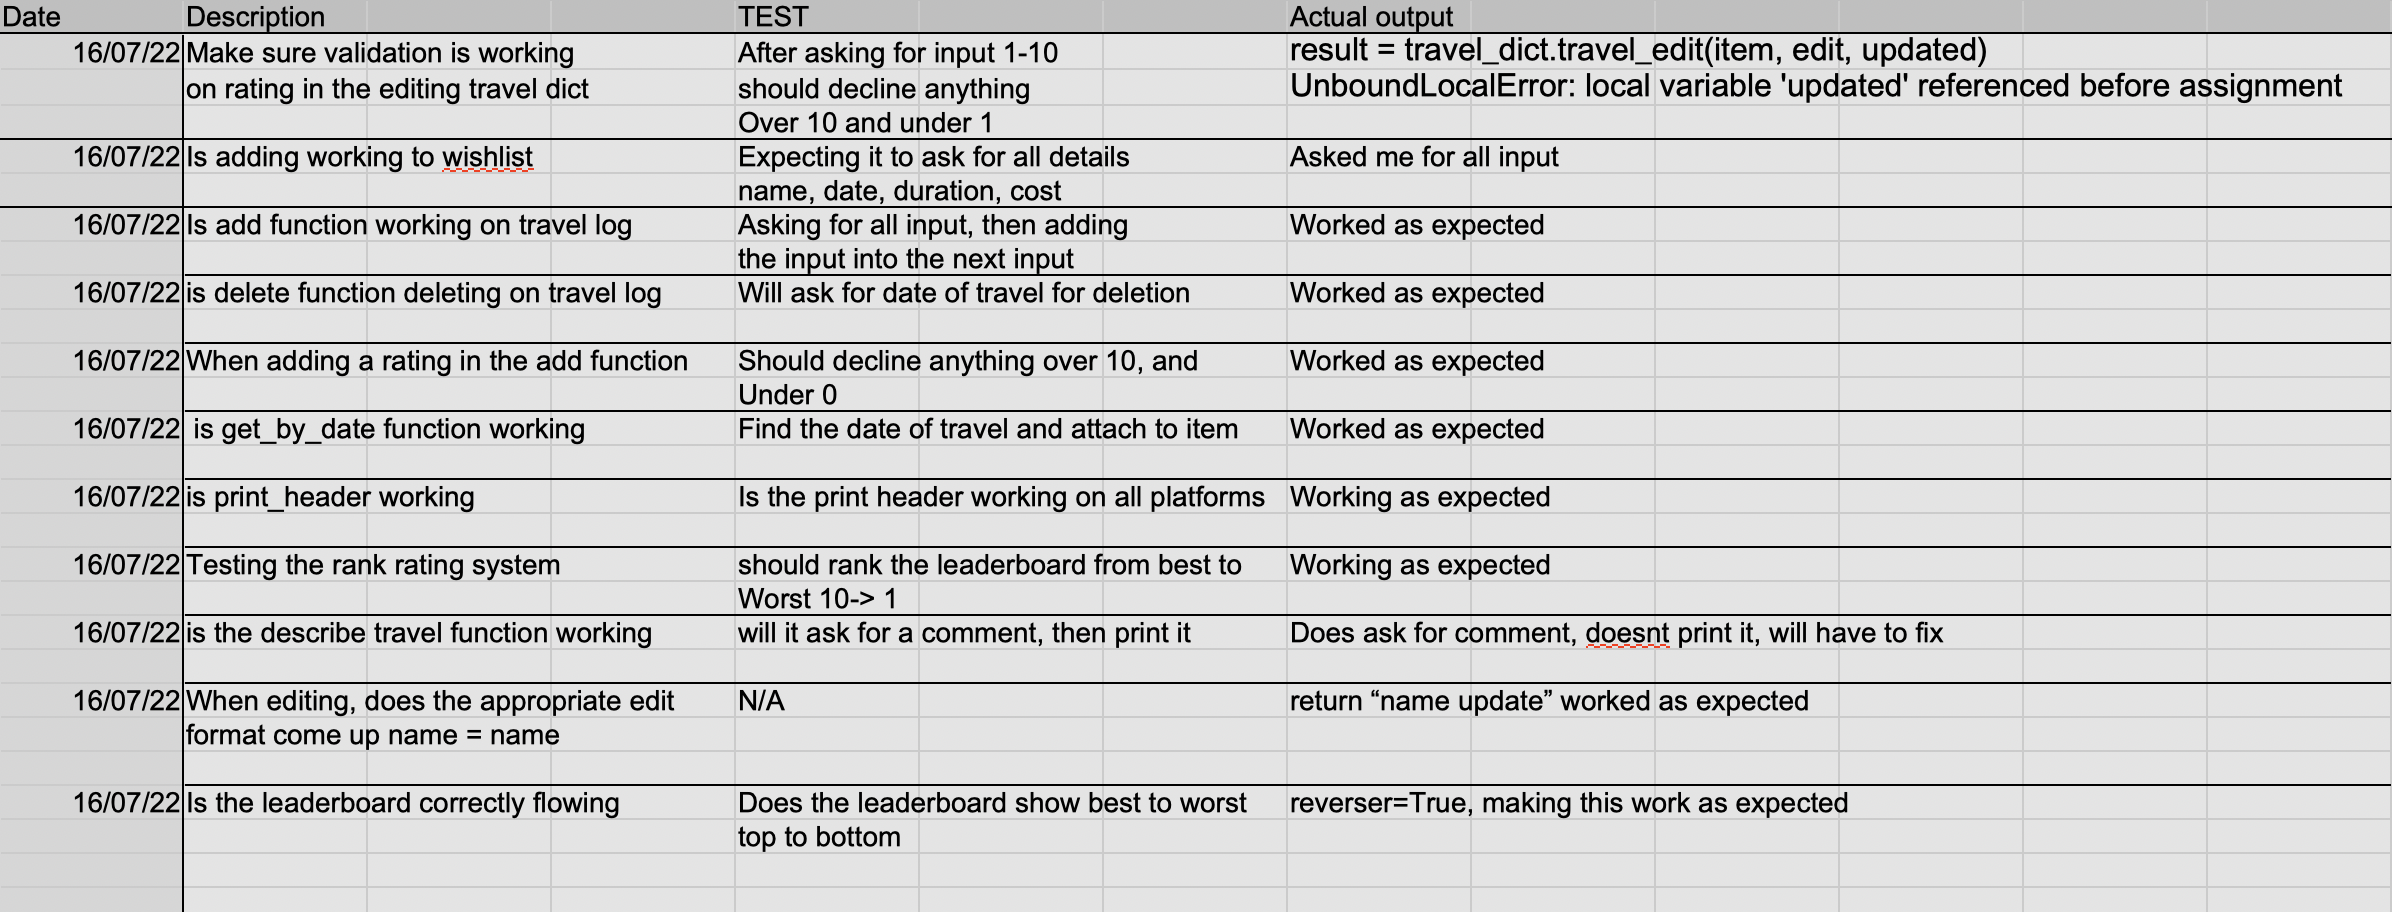 Date Description TEST Actual output
16/07/22 Make sure validation is working After asking for input 1-10 result = travel_dict.travel_edit(item, edit, updated)
on rating in the editing travel dict should decline anything UnboundLocalError: local variable 'updated' referenced before assignment
Over 10 and under 1
16/07/22 Is adding working to wishlist Expecting it to ask for all details Asked me for all input
name, date, duration, cost
16/07/22 Is add function working on travel log Asking for all input, then adding Worked as expected
the input into the next input
16/07/22 is delete function deleting on travel log Will ask for date of travel for deletion Worked as expected
16/07/22 When adding a rating in the add function Should decline anything over 10, and Worked as expected
Under 0
16/07/22 is get_by_date function working Find the date of travel and attach to item Worked as expected
16/07/22 is print_header working Is the print header working on all platforms Working as expected
16/07/22 Testing the rank rating system should rank the leaderboard from best to Working as expected
Worst 10-> 1
16/07/22 is the describe travel function working will it ask for a comment, then print it Does ask for comment, doesnt print it, will have to fix
16/07/22 When editing, does the appropriate edit N/A return “name update” worked as expected
format come up name = name
16/07/22 Is the leaderboard correctly flowing Does the leaderboard show best to worst reverser=True, making this work as expected
top to bottom